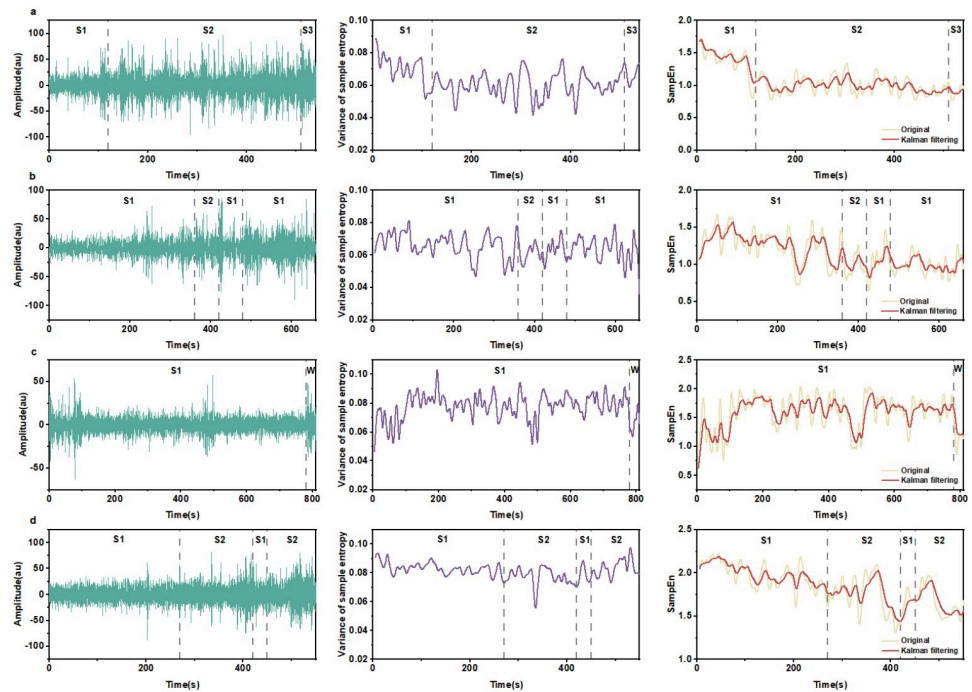 a
S1 S2 S3
Amplitude(au)
100
50
0
-50
-100
0 200 400
Time(s)
S1 S2 S3
Variance of sample entropy
0.10
0.08
0.06
0.04
0.02
0 200 400
Time(s)
S1 S2 S3
SampEn
2.0
1.5
1.0
0.5
0.0
Original
Kalman filtering
0 200 400
Time(s)
b
S1 S2 S1 S1
Amplitude(au)
100
50
0
-50
-100
0 200 400 600
Time(s)
S1 S2 S1 S1
Variance of sample entropy
0.10
0.08
0.06
0.04
0.02
0 200 400 600
Time(s)
S1 S2 S1 S1
SampEn
2.0
1.5
1.0
0.5
Original
Kalman filtering
0 200 400 600
Time(s)
c
S1 W
Amplitude(au)
50
0
-50
0 200 400 600 800
Time(s)
S1 W
Variance of sample entropy
0.12
0.10
0.08
0.06
0.04
0 200 400 600 800
Time(s)
S1 W
SampEn
2.5
2.0
1.5
1.0
0.5
Original
Kalman filtering
0 200 400 600 800
Time(s)
d
S1 S2 S1 S2
Amplitude(au)
100
50
0
-50
-100
0 200 400
Time(s)
S1 S2 S1 S2
Variance of sample entropy
0.10
0.08
0.06
0.04
0.02
0.00
0 200 400
Time(s)
S1 S2 S1 S2
SampEn
2.5
2.0
1.5
1.0
Original
Kalman filtering
0 200 400
Time(s)